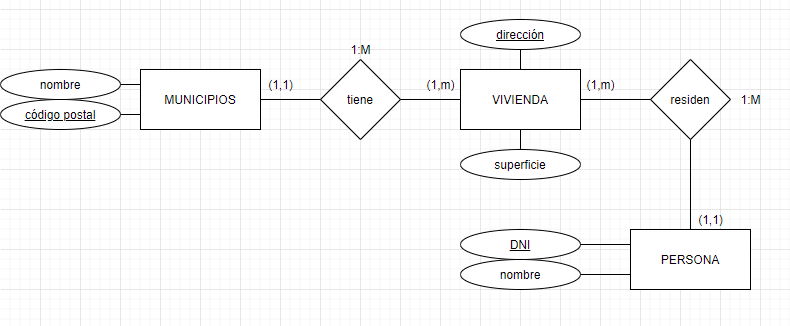 dirección
1:M
nombre
MUNICIPIOS
(1,1)
tiene
(1,m)
VIVIENDA
(1,m)
residen
1:M
código postal
superficie
(1,1)
DNI
nombre
PERSONA